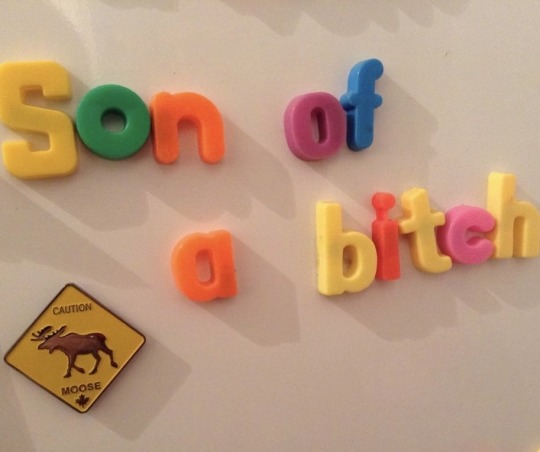 Son of
a bitch
CAUTION
MOOSE